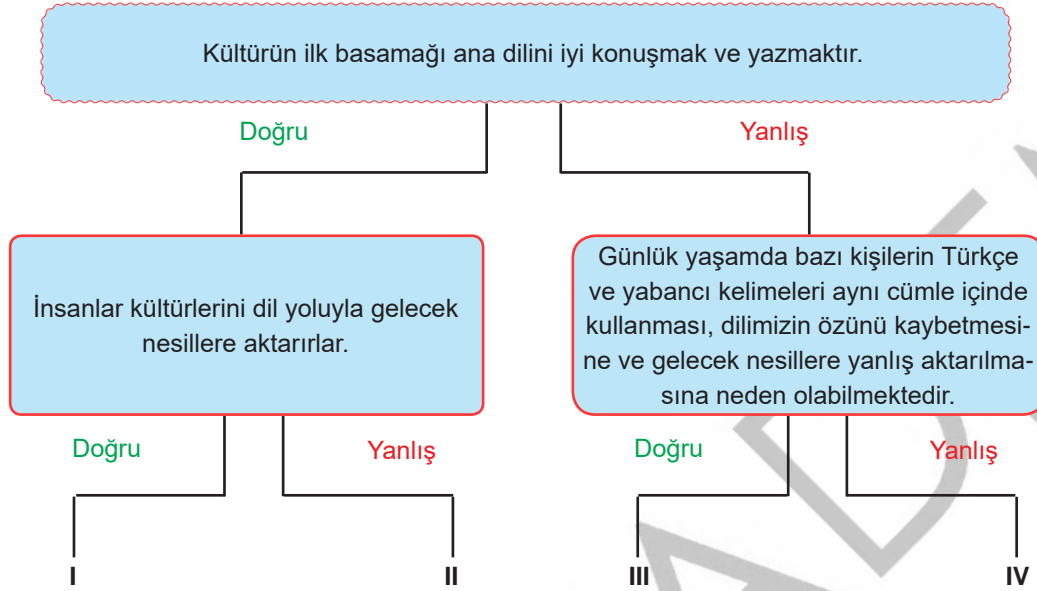 Kültürün ilk basamağı ana dilini iyi konuşmak ve yazmaktır.
Doğru
Yanlış
İnsanlar kültürlerini dil yoluyla gelecek
nesillere aktarırlar.
Günlük yaşamda bazı kişilerin Türkçe
ve yabancı kelimeleri aynı cümle içinde
kullanması, dilimizin özünü kaybetmesi-
ne ve gelecek nesillere yanlış aktarılma-
sına neden olabilmektedir.
Doğru
Yanlış
Doğru
Yanlış
I
II
III
IV